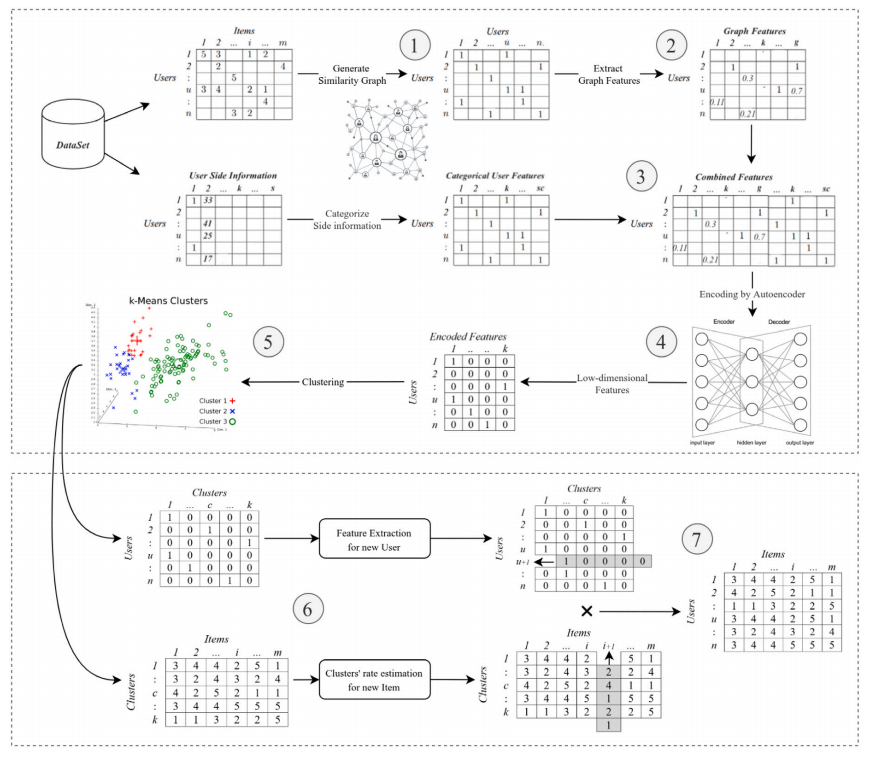 Items
1 2 ... i ... m
1 5 3 1 2
2 2 4
Users : 5
u 3 4 2 1
: 4
n 3 2
1
Generate
Similarity Graph
Users
1 2 ... u ... n.
1 1 1
2 1 1
Users : 1
u 1 1
: 1 1
n 1 1
Extract
Graph Features
2
Graph Features
1 2 ... k ... g
1
2 1 1
Users : 0.3
u 1 0.7
: 0.11
n 0.21
DataSet
User Side Information
1 2 ... k ... s
1 1 33
2
Users : 41
u 25
: 1
n 17
Categorize
Side information
Categorical User Features
1 2 ... k ... sc
1 1 1
2 1 1
Users : 1
u 1 1
: 1 1
n 1 1
3
Combined Features
1 2 ... k ... g ... k ... sc
1 1
2 1 1 1
Users : 0.3 1
u 1 0.7 1 1
: 0.11 1
n 0.21 1 1
Encoding by Autoencoder
Encoder Decoder
4
input layer hidden layer output layer
Low-dimensional
Features
Encoded Features
1 .. .. k
1 1 0 0 0
2 0 0 0 0
Users : 0 0 0 1
u 1 0 0 0
: 0 1 0 0
n 0 0 1 0
Clustering
5
k-Means Clusters
Cluster 1
Cluster 2
Cluster 3
Clusters
1 ... c ... k
1 1 0 0 0 0
2 0 0 1 0 0
Users : 0 0 0 0 1
u 1 0 0 0 0
: 0 1 0 0 0
n 0 0 0 1 0
Feature Extraction
for new User
Clusters
1 ... c ... k
1 1 0 0 0 0
2 0 0 1 0 0
Users : 0 0 0 0 1
u 1 0 0 0 0
u+1 1 0 0 0 0
: 0 1 0 0 0
n 0 0 0 1 0
7
×
Items
1 2 ... i ... m
1 3 4 4 2 5 1
2 4 2 5 2 1 1
Users : 1 1 3 2 2 5
u 3 4 4 2 5 1
: 3 2 4 3 2 4
n 3 4 4 5 5 5
6
Items
1 2 ... i ... m
1 3 4 4 2 5 1
: 3 2 4 3 2 4
Clusters c 4 2 5 2 1 1
: 3 4 4 5 5 5
k 1 1 3 2 2 5
Clusters' rate estimation
for new Item
Items
1 2 ... i i+1 ... m
1 3 4 4 2 5 1
: 3 2 4 3 2 2 4
Clusters c 4 2 5 2 4 1 1
: 3 4 4 5 1 5 5
k 1 1 3 2 2 2 5
1